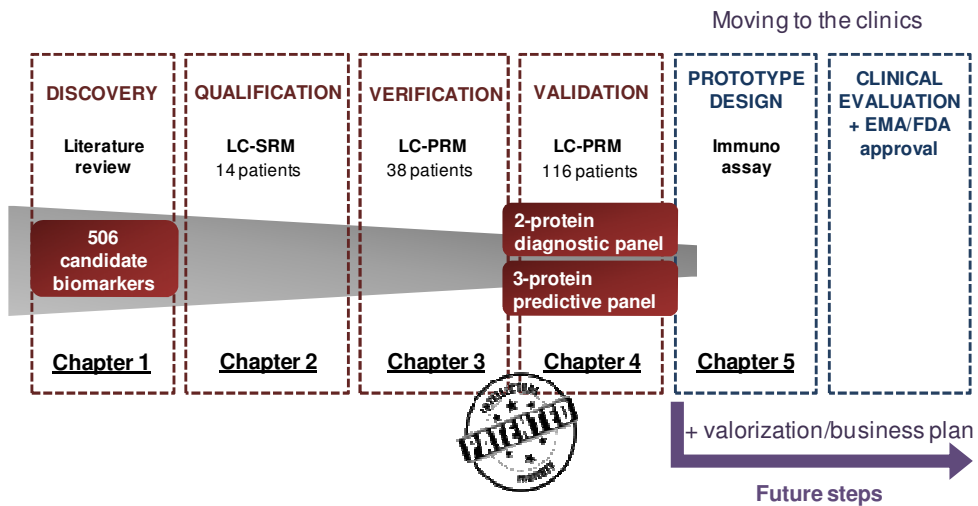 Moving to the clinics
DISCOVERY
Literature
review
506
candidate
biomarkers
Chapter 1
QUALIFICATION
LC-SRM
14 patients
Chapter 2
VERIFICATION
LC-PRM
38 patients
Chapter 3
VALIDATION
LC-PRM
116 patients
2-protein
diagnostic panel
3-protein
predictive panel
Chapter 4
PROTOTYPE
DESIGN
Immuno
assay
Chapter 5
CLINICAL
EVALUATION
+ EMA/FDA
approval
PATENTED
+ valorization/business plan
Future steps